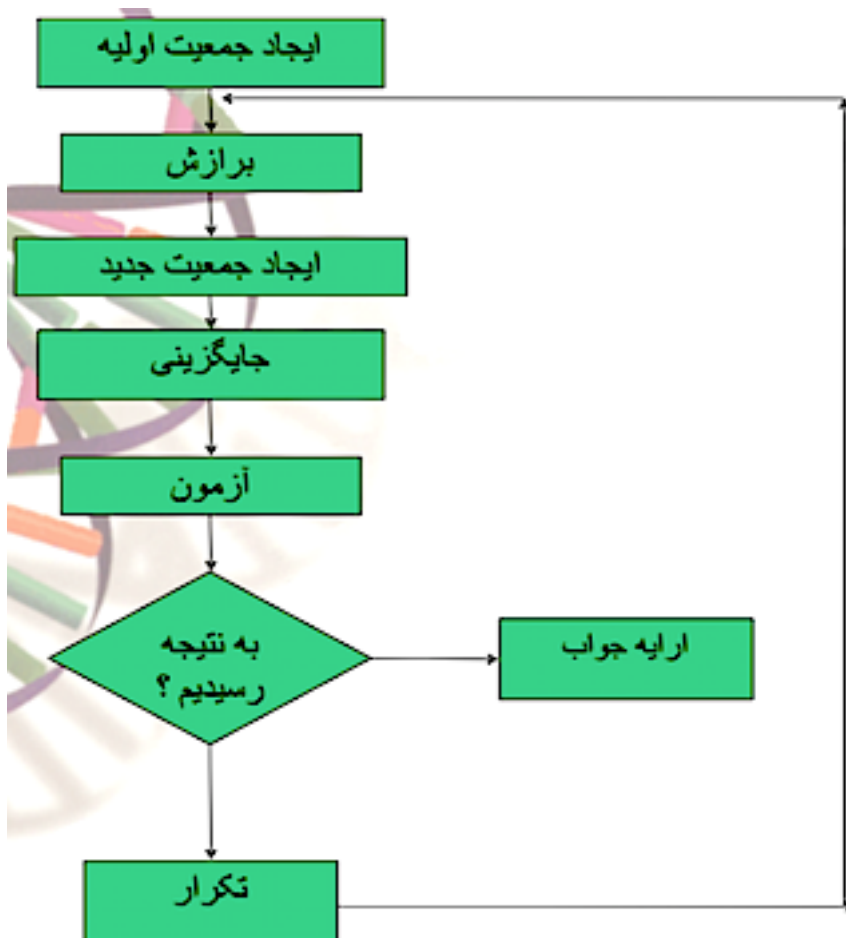 ایجاد جمعیت اولیه
برازش
ایجاد جمعیت جدید
جایگزینی
آزمون
به نتیجه
رسیدیم ؟
ارایه جواب
تکرار